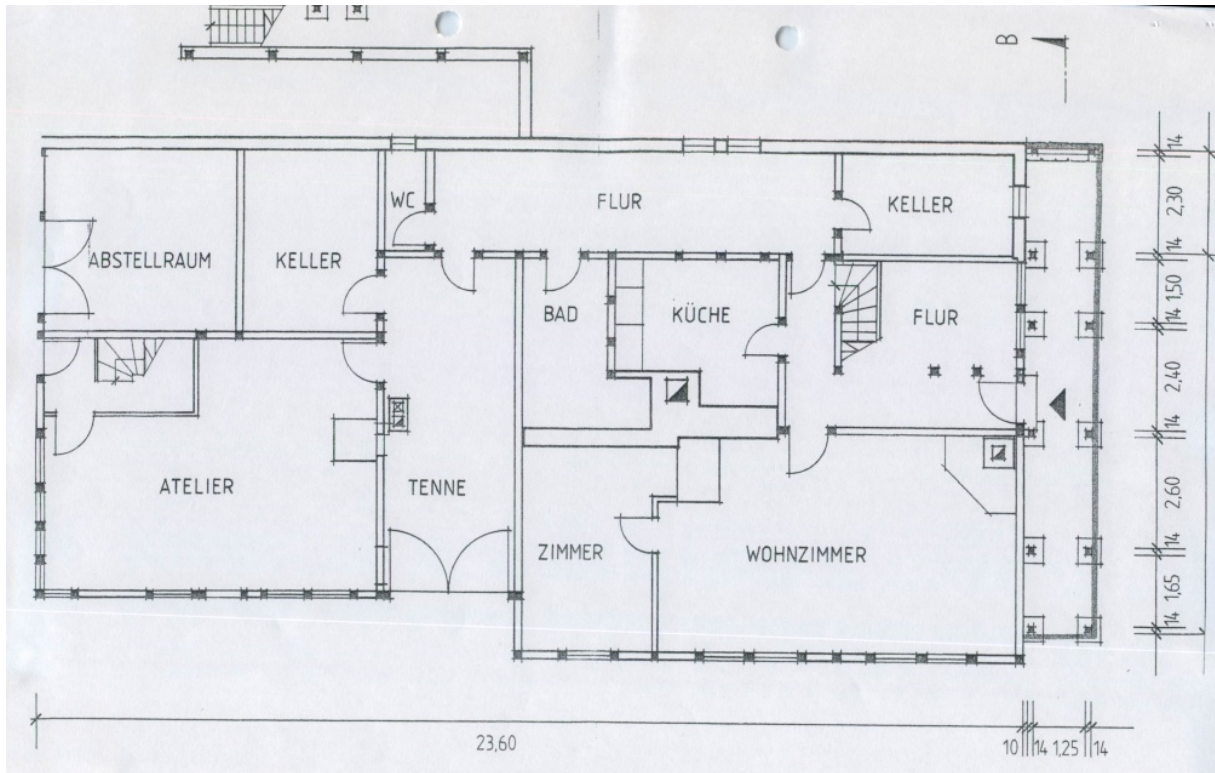 B
WC
FLUR
KELLER
ABSTELLRAUM
KELLER
BAD
KÜCHE
FLUR
ATELIER
TENNE
ZIMMER
WOHNZIMMER
14
2,30
14
1,50
14
2,40
14
2,60
14
1,65
14
23,60
10
14
1,25
14